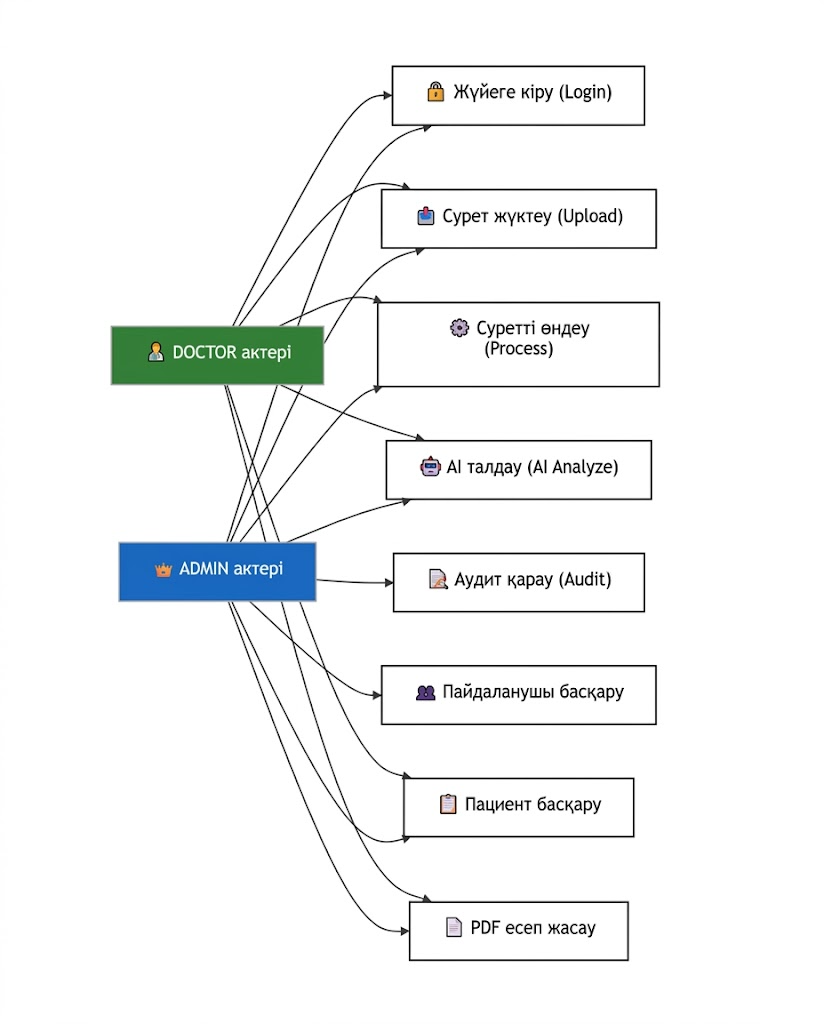 Жүйеге кіру (Login)
Сурет жүктеу (Upload)
Суретті өңдеу
(Process)
DOCTOR актері
AI талдау (AI Analyze)
ADMIN актері
Аудит қарау (Audit)
Пайдаланушы басқару
Пациент басқару
PDF есеп жасау